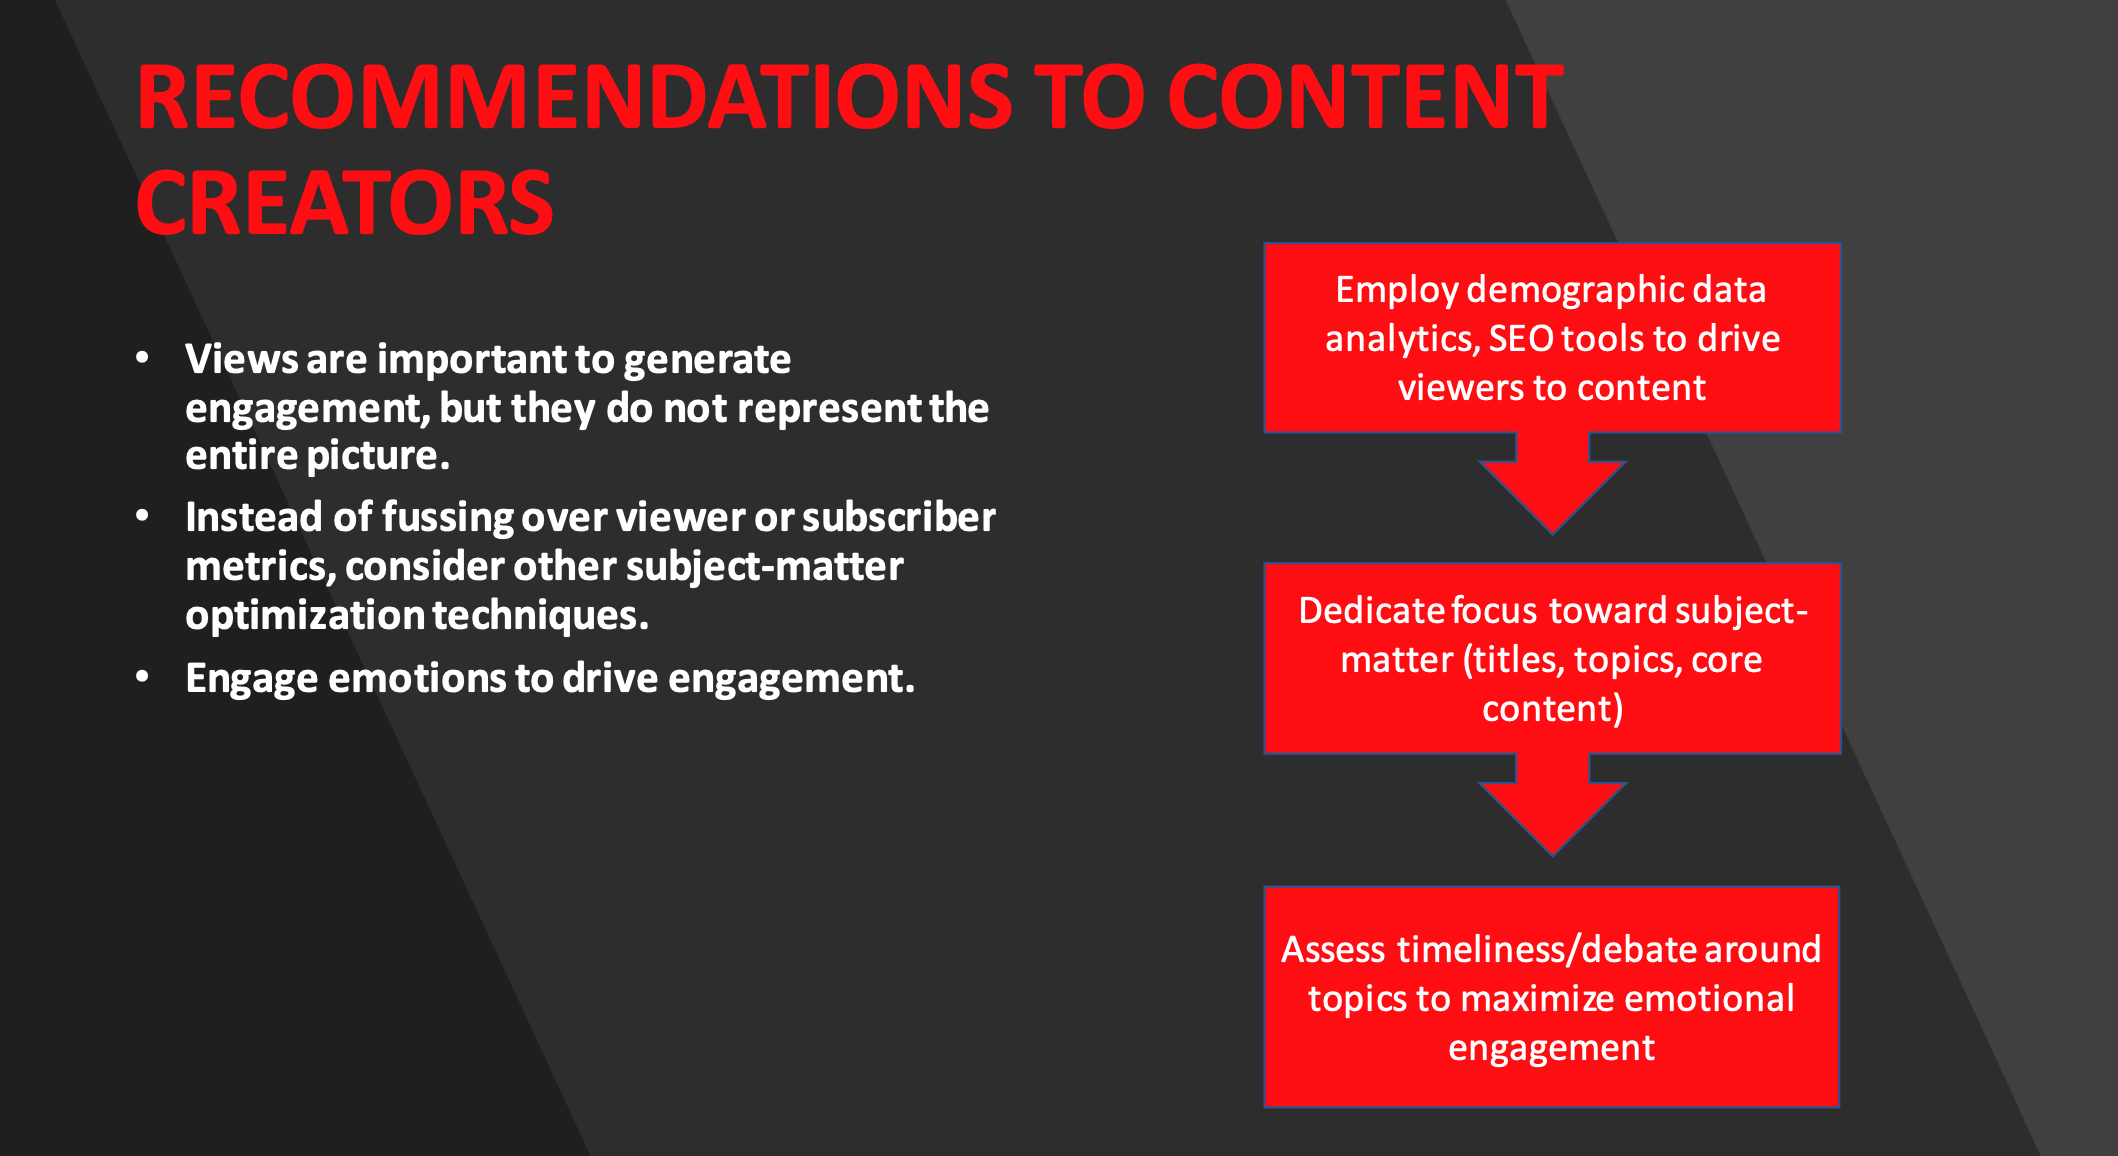 RECOMMENDATIONS TO CONTENT
CREATORS
• Views are important to generate
engagement, but they do not represent the
entire picture.
• Instead of fussing over viewer or subscriber
metrics, consider other subject-matter
optimization techniques.
• Engage emotions to drive engagement.
Employ demographic data
analytics, SEO tools to drive
viewers to content
Dedicate focus toward subject-
matter (titles, topics, core
content)
Assess timeliness/debate around
topics to maximize emotional
engagement